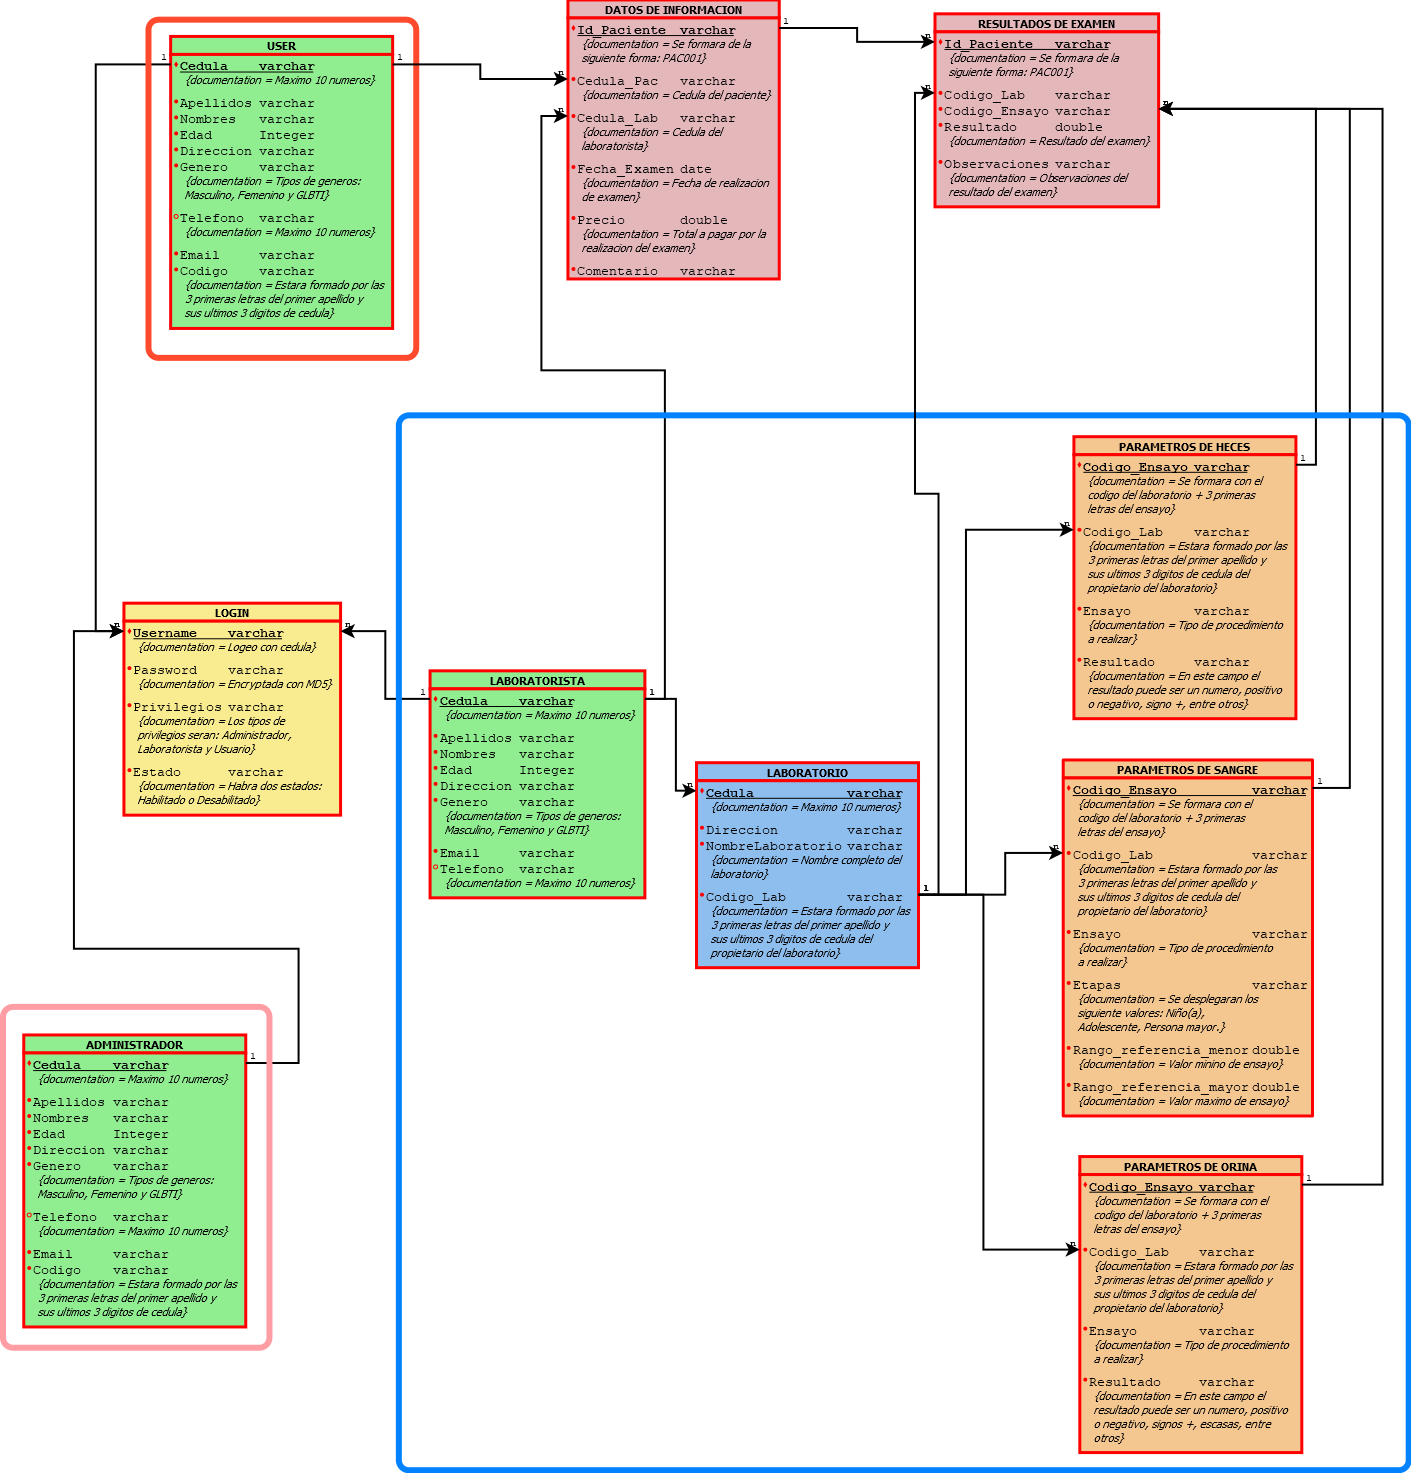 USER
Cedula varchar
{documentation = Maximo 10 numeros}
Apellidos varchar
Nombres varchar
Edad Integer
Direccion varchar
Genero varchar
{documentation = Tipos de generos:
Masculino, Femenino y GLBTI}
Telefono varchar
{documentation = Maximo 10 numeros}
Email varchar
Codigo varchar
{documentation = Estara formado por las
3 primeras letras del primer apellido y
sus ultimos 3 digitos de cedula}
1
1
DATOS DE INFORMACION
Id_Paciente varchar
{documentation = Se formara de la
siguiente forma: PAC001}
Cedula_Pac varchar
{documentation = Cedula del paciente}
Cedula_Lab varchar
{documentation = Cedula del
laboratorista}
Fecha_Examen date
{documentation = Fecha de realizacion
de examen}
Precio double
{documentation = Total a pagar por la
realizacion del examen}
Comentario varchar
1
n
n
RESULTADOS DE EXAMEN
Id_Paciente varchar
{documentation = Se formara de la
siguiente forma: PAC001}
Codigo_Lab varchar
Codigo_Ensayo varchar
Resultado double
{documentation = Resultado del examen}
Observaciones varchar
{documentation = Observaciones del
resultado del examen}
n
n
n
PARAMETROS DE HECES
Codigo_Ensayo varchar
{documentation = Se formara con el
codigo del laboratorio + 3 primeras
letras del ensayo}
Codigo_Lab varchar
{documentation = Estara formado por las
3 primeras letras del primer apellido y
sus ultimos 3 digitos de cedula del
propietario del laboratorio}
Ensayo varchar
{documentation = Tipo de procedimiento
a realizar}
Resultado varchar
{documentation = En este campo el
resultado puede ser un numero, positivo
o negativo, signo +, entre otros}
1
n
LOGIN
Username varchar
{documentation = Logeo con cedula}
Password varchar
{documentation = Encryptada con MD5}
Privilegios varchar
{documentation = Los tipos de
privilegios seran: Administrador,
Laboratorista y Usuario}
Estado varchar
{documentation = Habra dos estados:
Habilitado o Desabilitado}
n
n
LABORATORISTA
Cedula varchar
{documentation = Maximo 10 numeros}
Apellidos varchar
Nombres varchar
Edad Integer
Direccion varchar
Genero varchar
{documentation = Tipos de generos:
Masculino, Femenino y GLBTI}
Email varchar
Telefono varchar
{documentation = Maximo 10 numeros}
1
1
LABORATORIO
Cedula varchar
{documentation = Maximo 10 numeros}
Direccion varchar
NombreLaboratorio varchar
{documentation = Nombre completo del
laboratorio}
Codigo_Lab varchar
{documentation = Estara formado por las
3 primeras letras del primer apellido y
sus ultimos 3 digitos de cedula del
propietario del laboratorio}
n
1
PARAMETROS DE SANGRE
Codigo_Ensayo varchar
{documentation = Se formara con el
codigo del laboratorio + 3 primeras
letras del ensayo}
Codigo_Lab varchar
{documentation = Estara formado por las
3 primeras letras del primer apellido y
sus ultimos 3 digitos de cedula del
propietario del laboratorio}
Ensayo varchar
{documentation = Tipo de procedimiento
a realizar}
Etapas varchar
{documentation = Se desplegaran los
siguiente valores: Niño(a),
Adolescente, Persona mayor.}
Rango_referencia_menor double
{documentation = Valor minino de ensayo}
Rango_referencia_mayor double
{documentation = Valor maximo de ensayo}
1
n
ADMINISTRADOR
Cedula varchar
{documentation = Maximo 10 numeros}
Apellidos varchar
Nombres varchar
Edad Integer
Direccion varchar
Genero varchar
{documentation = Tipos de generos:
Masculino, Femenino y GLBTI}
Telefono varchar
{documentation = Maximo 10 numeros}
Email varchar
Codigo varchar
{documentation = Estara formado por las
3 primeras letras del primer apellido y
sus ultimos 3 digitos de cedula}
1
PARAMETROS DE ORINA
Codigo_Ensayo varchar
{documentation = Se formara con el
codigo del laboratorio + 3 primeras
letras del ensayo}
Codigo_Lab varchar
{documentation = Estara formado por las
3 primeras letras del primer apellido y
sus ultimos 3 digitos de cedula del
propietario del laboratorio}
Ensayo varchar
{documentation = Tipo de procedimiento
a realizar}
Resultado varchar
{documentation = En este campo el
resultado puede ser un numero, positivo
o negativo, signos +, escasas, entre
otros}
1
n